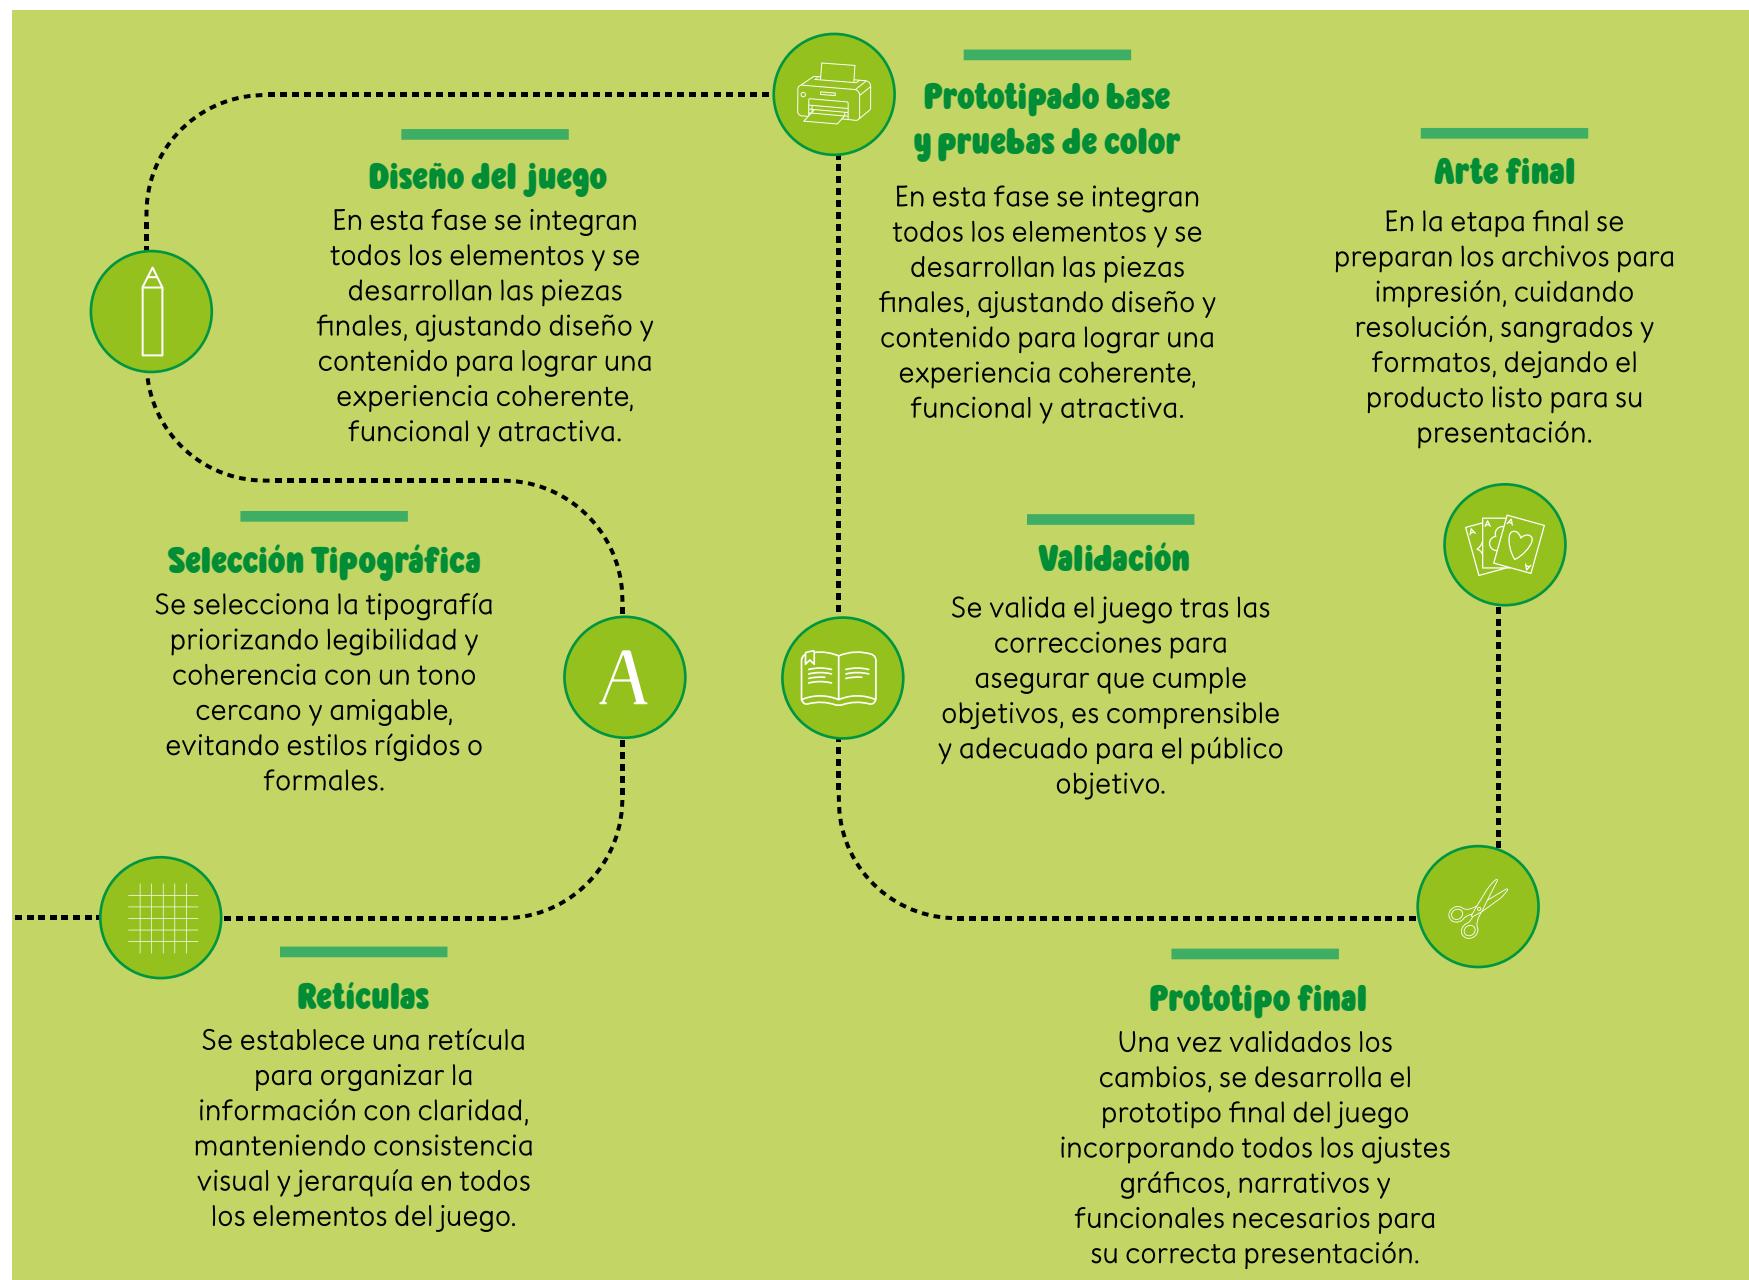 Diseño del juego
En esta fase se integran
todos los elementos y se
desarrollan las piezas
finales, ajustando diseño y
contenido para lograr una
experiencia coherente,
funcional y atractiva.
Prototipado base
y pruebas de color
En esta fase se integran
todos los elementos y se
desarrollan las piezas
finales, ajustando diseño y
contenido para lograr una
experiencia coherente,
funcional y atractiva.
Arte final
En la etapa final se
preparan los archivos para
impresión, cuidando
resolución, sangrados y
formatos, dejando el
producto listo para su
presentación.
A
A
A
A
Selección Tipográfica
Se selecciona la tipografía
priorizando legibilidad y
coherencia con un tono
cercano y amigable,
evitando estilos rígidos o
formales.
A
Validación
Se valida el juego tras las
correcciones para
asegurar que cumple
objetivos, es comprensible
y adecuado para el público
objetivo.
Retículas
Se establece una retícula
para organizar la
información con claridad,
manteniendo consistencia
visual y jerarquía en todos
los elementos del juego.
Prototipo final
Una vez validados los
cambios, se desarrolla el
prototipo final del juego
incorporando todos los ajustes
gráficos, narrativos y
funcionales necesarios para
su correcta presentación.